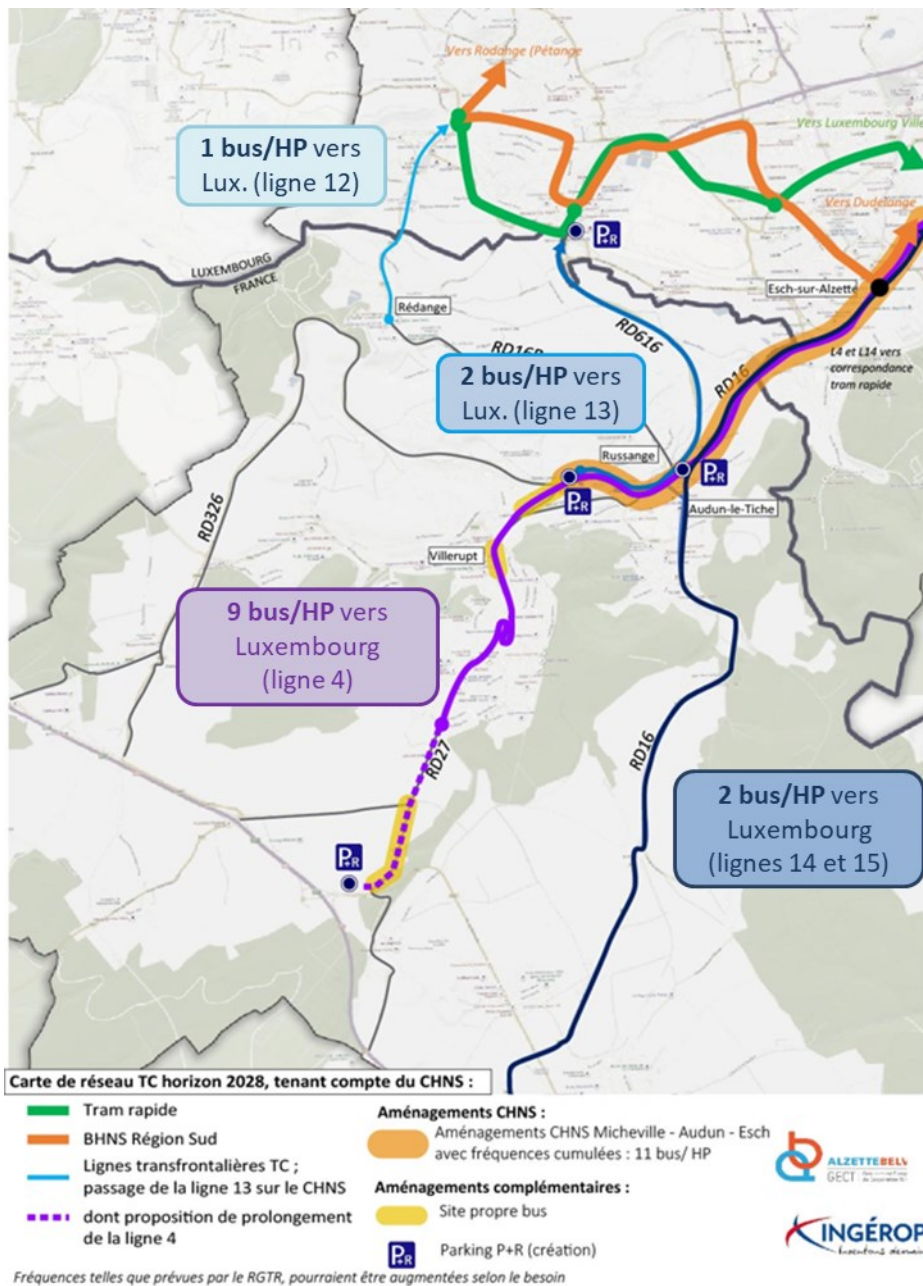 Vers Rodange (Pétange
1 bus/HP vers
Lux. (ligne 12)
Vers Luxembourg Ville
Vers Dudelange
P+R
LUXEMBOURG
FRANCE
Esch-sur-Alzette
Rédange
RD616
L4 et L14 vers
correspondance
tram rapide
RD16
2 bus/HP vers
Lux. (ligne 13)
Russange
P+R
P+R
Audun-le-Tiche
RD326
Villerupt
9 bus/HP vers
Luxembourg
(ligne 4)
RD27
RD16
2 bus/HP vers
Luxembourg
(lignes 14 et 15)
P+R
Carte de réseau TC horizon 2028, tenant compte du CHNS :
Tram rapide
BHNS Région Sud
Lignes transfrontalières TC ;
passage de la ligne 13 sur le CHNS
dont proposition de prolongement
de la ligne 4
Aménagements CHNS :
Aménagements CHNS Micheville - Audun - Esch
avec fréquences cumulées : 11 bus/ HP
Aménagements complémentaires :
Site propre bus
P+R
Parking P+R (création)
ALZETTEBELV
GECT
INGÉROP
Fréquences telles que prévues par le RGTR, pourraient être augmentées selon le besoin